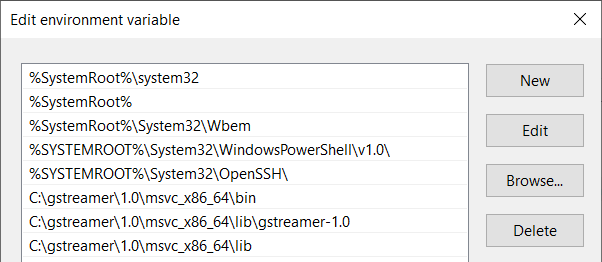 Edit environment variable
%SystemRoot%\system32
New
%SystemRoot%
%SystemRoot%\System32\Wbem
Edit
%SYSTEMROOT%\System32\WindowsPowerShell\v1.0\
%SYSTEMROOT%\System32\OpenSSH\
Browse...
C:\gstreamer\1.0\msvc_x86_64\bin
C:\gstreamer\1.0\msvc_x86_64\lib\gstreamer-1.0
Delete
C:\gstreamer\1.0\msvc_x86_64\lib